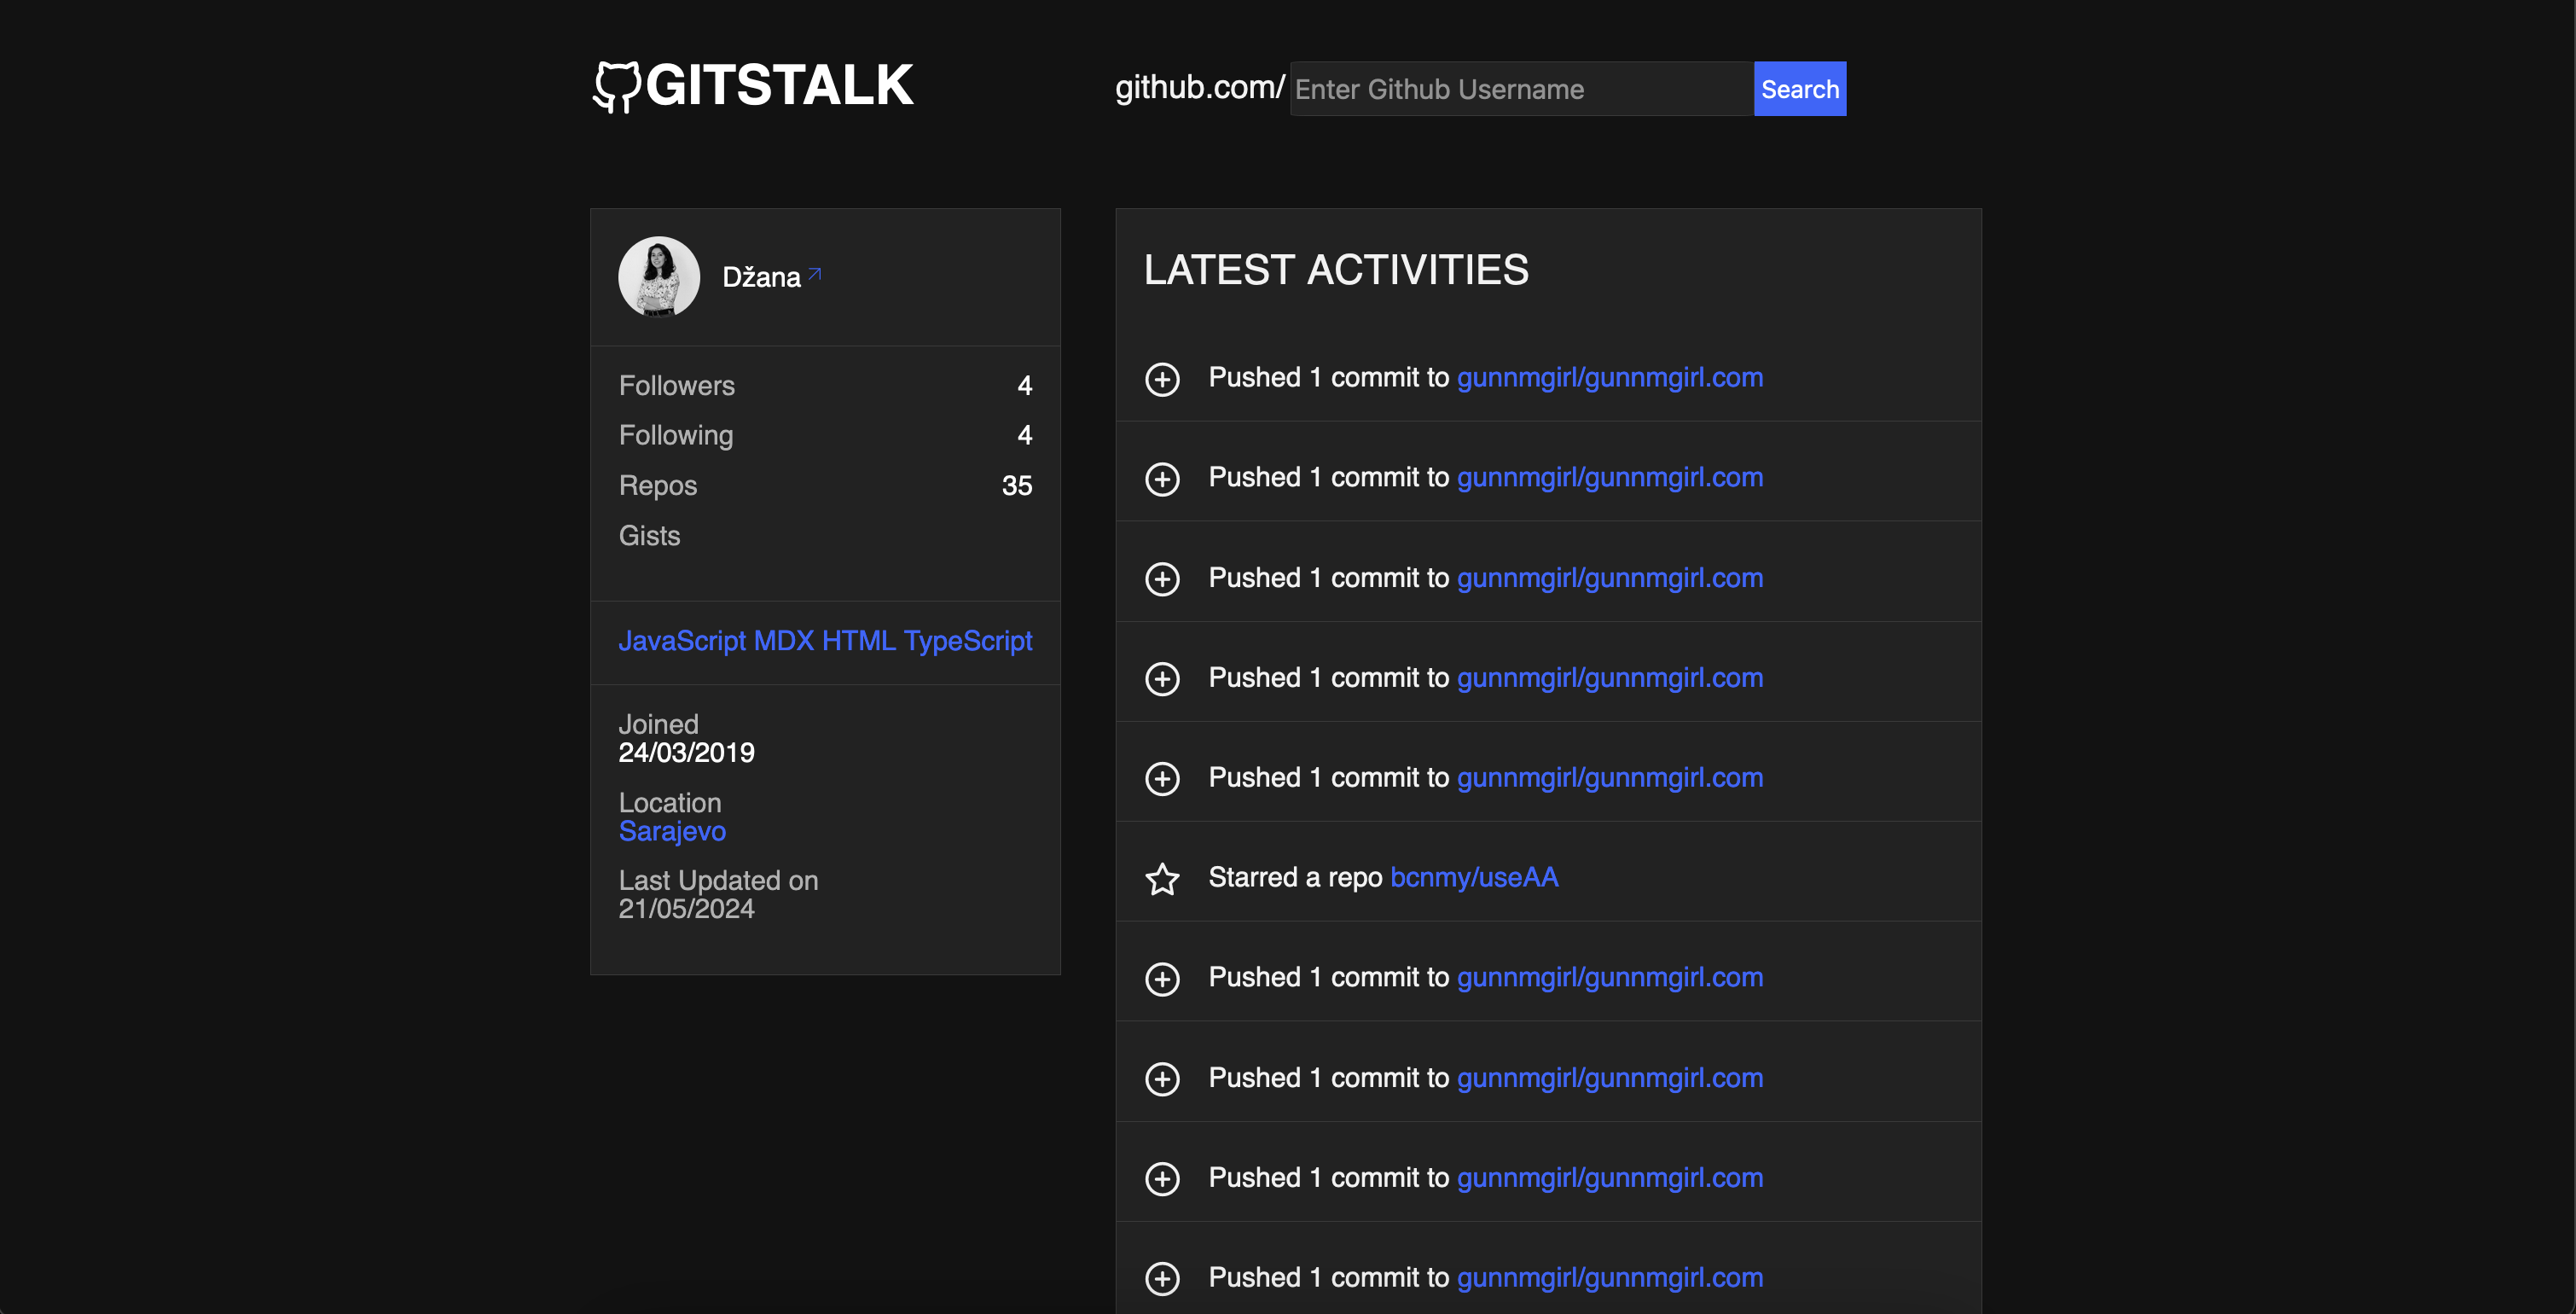 GITSTALK
github.com/ Enter Github Username Search
Džana
Followers 4
Following 4
Repos 35
Gists
JavaScript MDX HTML TypeScript
Joined
24/03/2019
Location
Sarajevo
Last Updated on
21/05/2024
LATEST ACTIVITIES
Pushed 1 commit to gunnmgirl/gunnmgirl.com
Pushed 1 commit to gunnmgirl/gunnmgirl.com
Pushed 1 commit to gunnmgirl/gunnmgirl.com
Pushed 1 commit to gunnmgirl/gunnmgirl.com
Pushed 1 commit to gunnmgirl/gunnmgirl.com
Starred a repo bcnmy/useAA
Pushed 1 commit to gunnmgirl/gunnmgirl.com
Pushed 1 commit to gunnmgirl/gunnmgirl.com
Pushed 1 commit to gunnmgirl/gunnmgirl.com
Pushed 1 commit to gunnmgirl/gunnmgirl.com